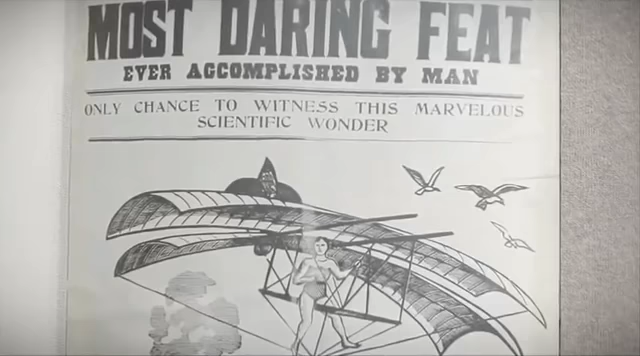 MOST DARING FEAT
EVER ACCOMPLISHED BY MAN
ONLY CHANCE TO WITNESS THIS MARVELOUS
SCIENTIFIC WONDER